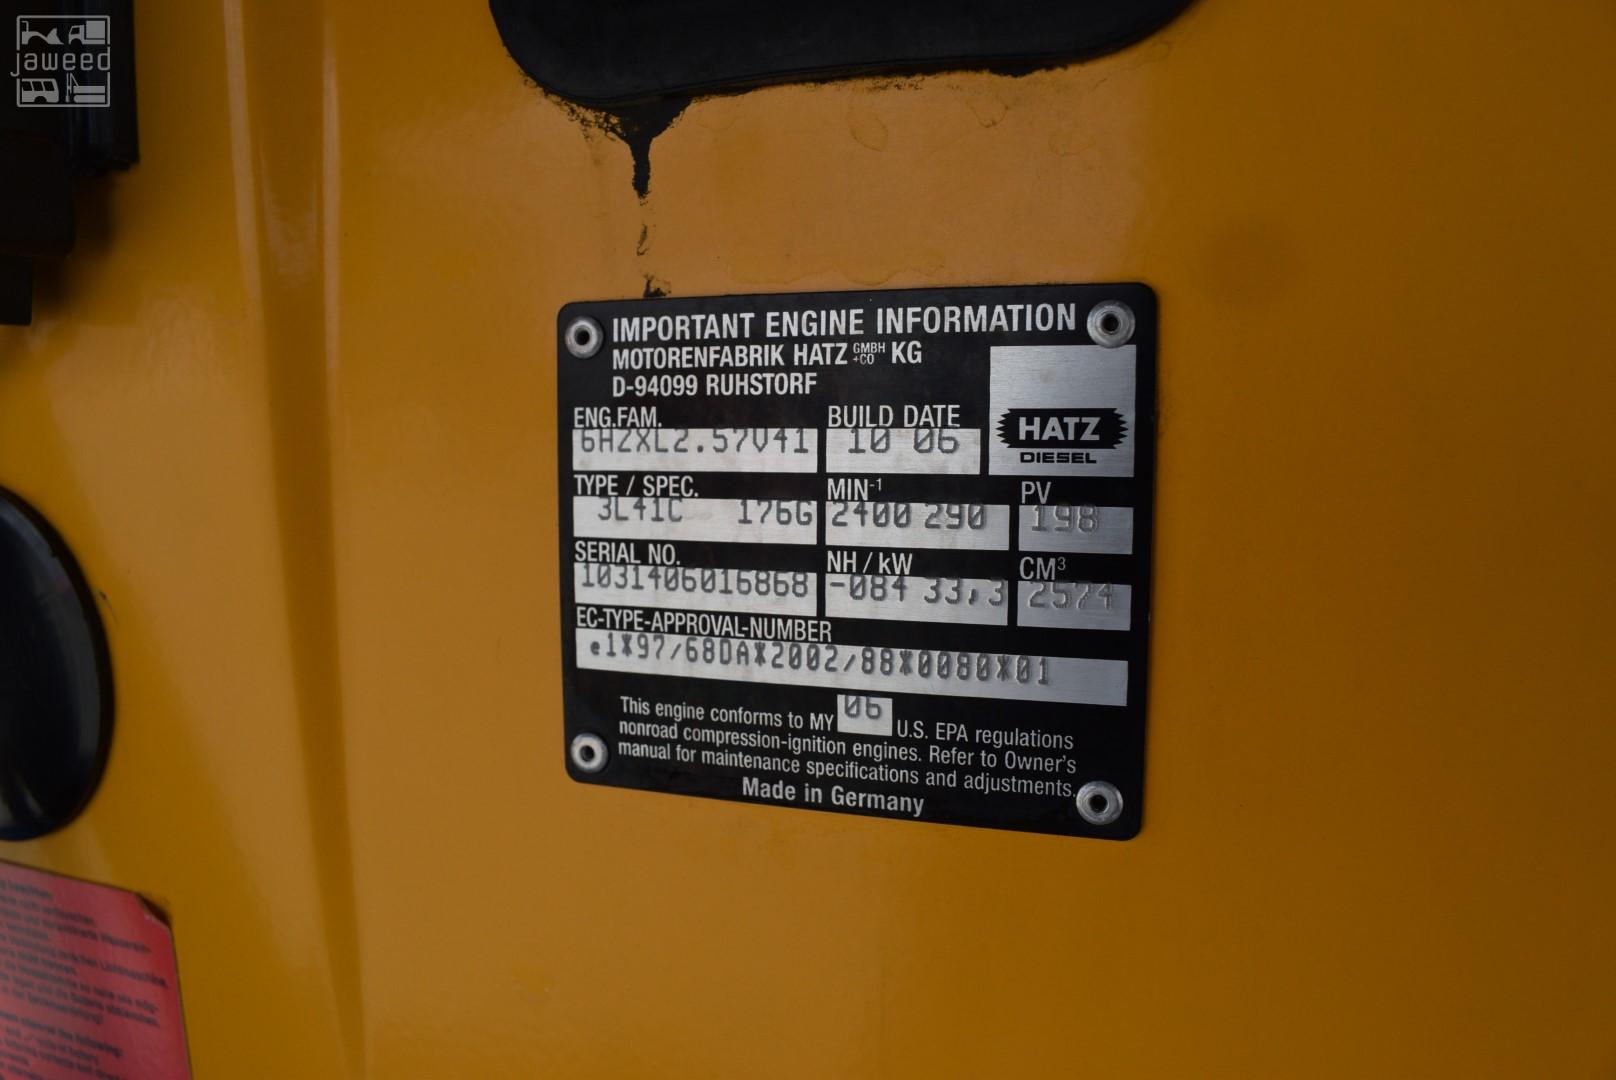 jaweed
IMPORTANT ENGINE INFORMATION
MOTORENFABRIK HATZ GMBH +CO KG
D-94099 RUHSTORF
ENG.FAM. BUILD DATE
6HZXL2.57V41 10 06
HATZ
DIESEL
TYPE / SPEC. MIN-1 PV
3L41C 176G 2400 290 198
SERIAL NO. NH / kW CM3
1031406016868 -084 33,3 2574
EC-TYPE-APPROVAL-NUMBER
e1*97/68DA*2002/88*0080*01
This engine conforms to MY 06 U.S. EPA regulations
nonroad compression-ignition engines. Refer to Owner's
manual for maintenance specifications and adjustments.
Made in Germany